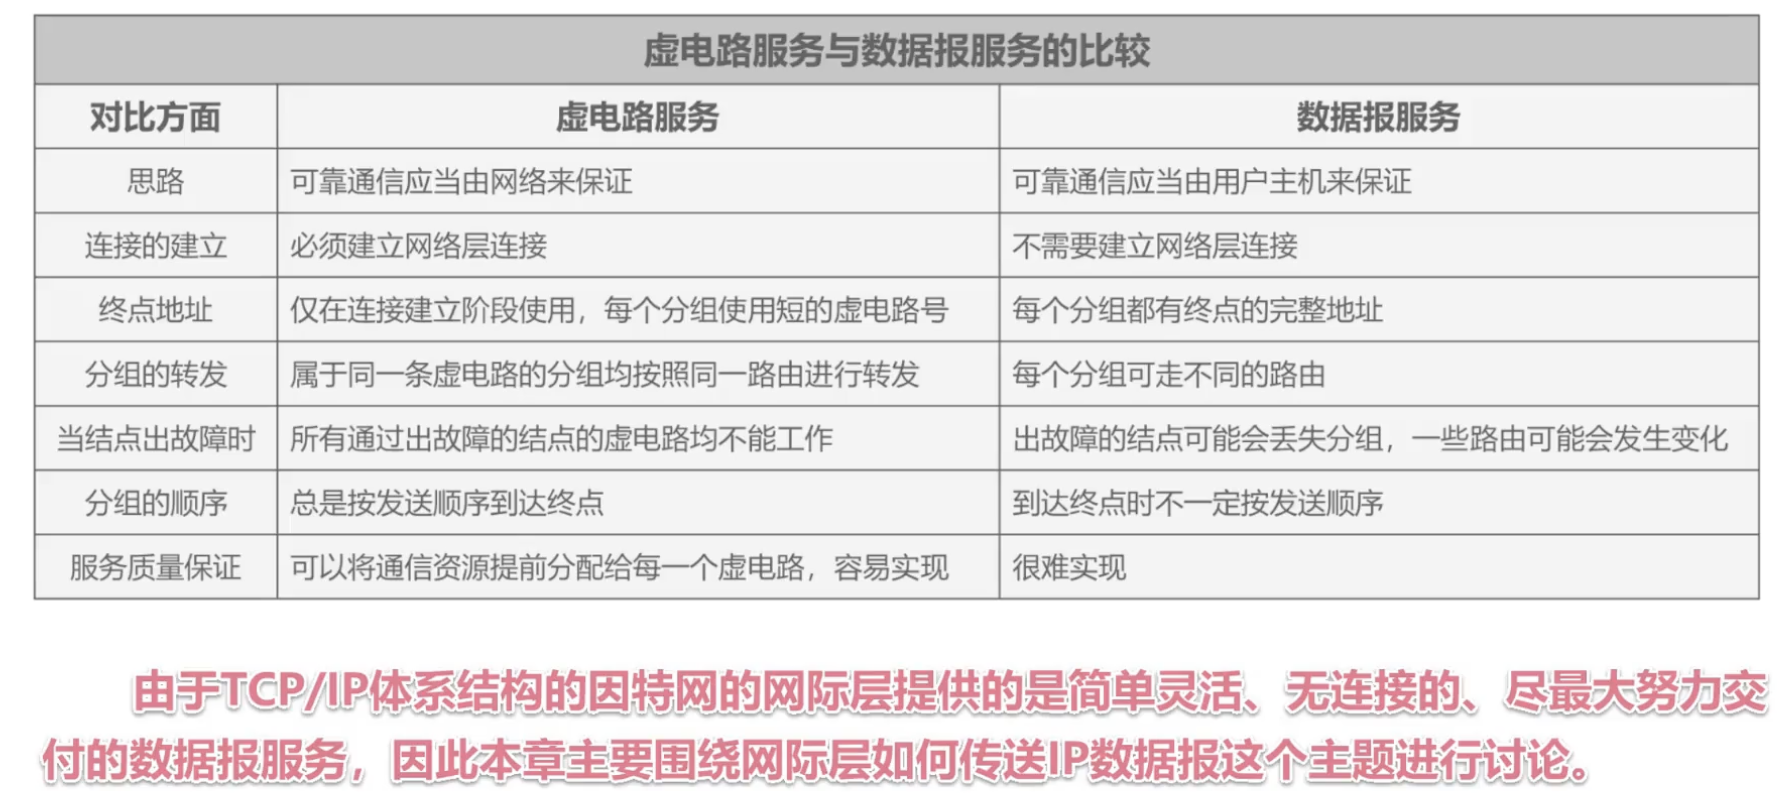 虚电路服务与数据报服务的比较
对比方面 虚电路服务 数据报服务
思路 可靠通信应当由网络来保证 可靠通信应当由用户主机来保证
连接的建立 必须建立网络层连接 不需要建立网络层连接
终点地址 仅在连接建立阶段使用，每个分组使用短的虚电路号 每个分组都有终点的完整地址
分组的转发 属于同一条虚电路的分组均按照同一路由进行转发 每个分组可走不同的路由
当结点出故障时 所有通过出故障的结点的虚电路均不能工作 出故障的结点可能会丢失分组，一些路由可能会发生变化
分组的顺序 总是按发送顺序到达终点 到达终点时不一定按发送顺序
服务质量保证 可以将通信资源提前分配给每一个虚电路，容易实现 很难实现
由于TCP/IP体系结构的因特网的网际层提供的是简单灵活、无连接的、尽最大努力交
付的数据报服务，因此本章主要围绕网际层如何传送IP数据报这个主题进行讨论。